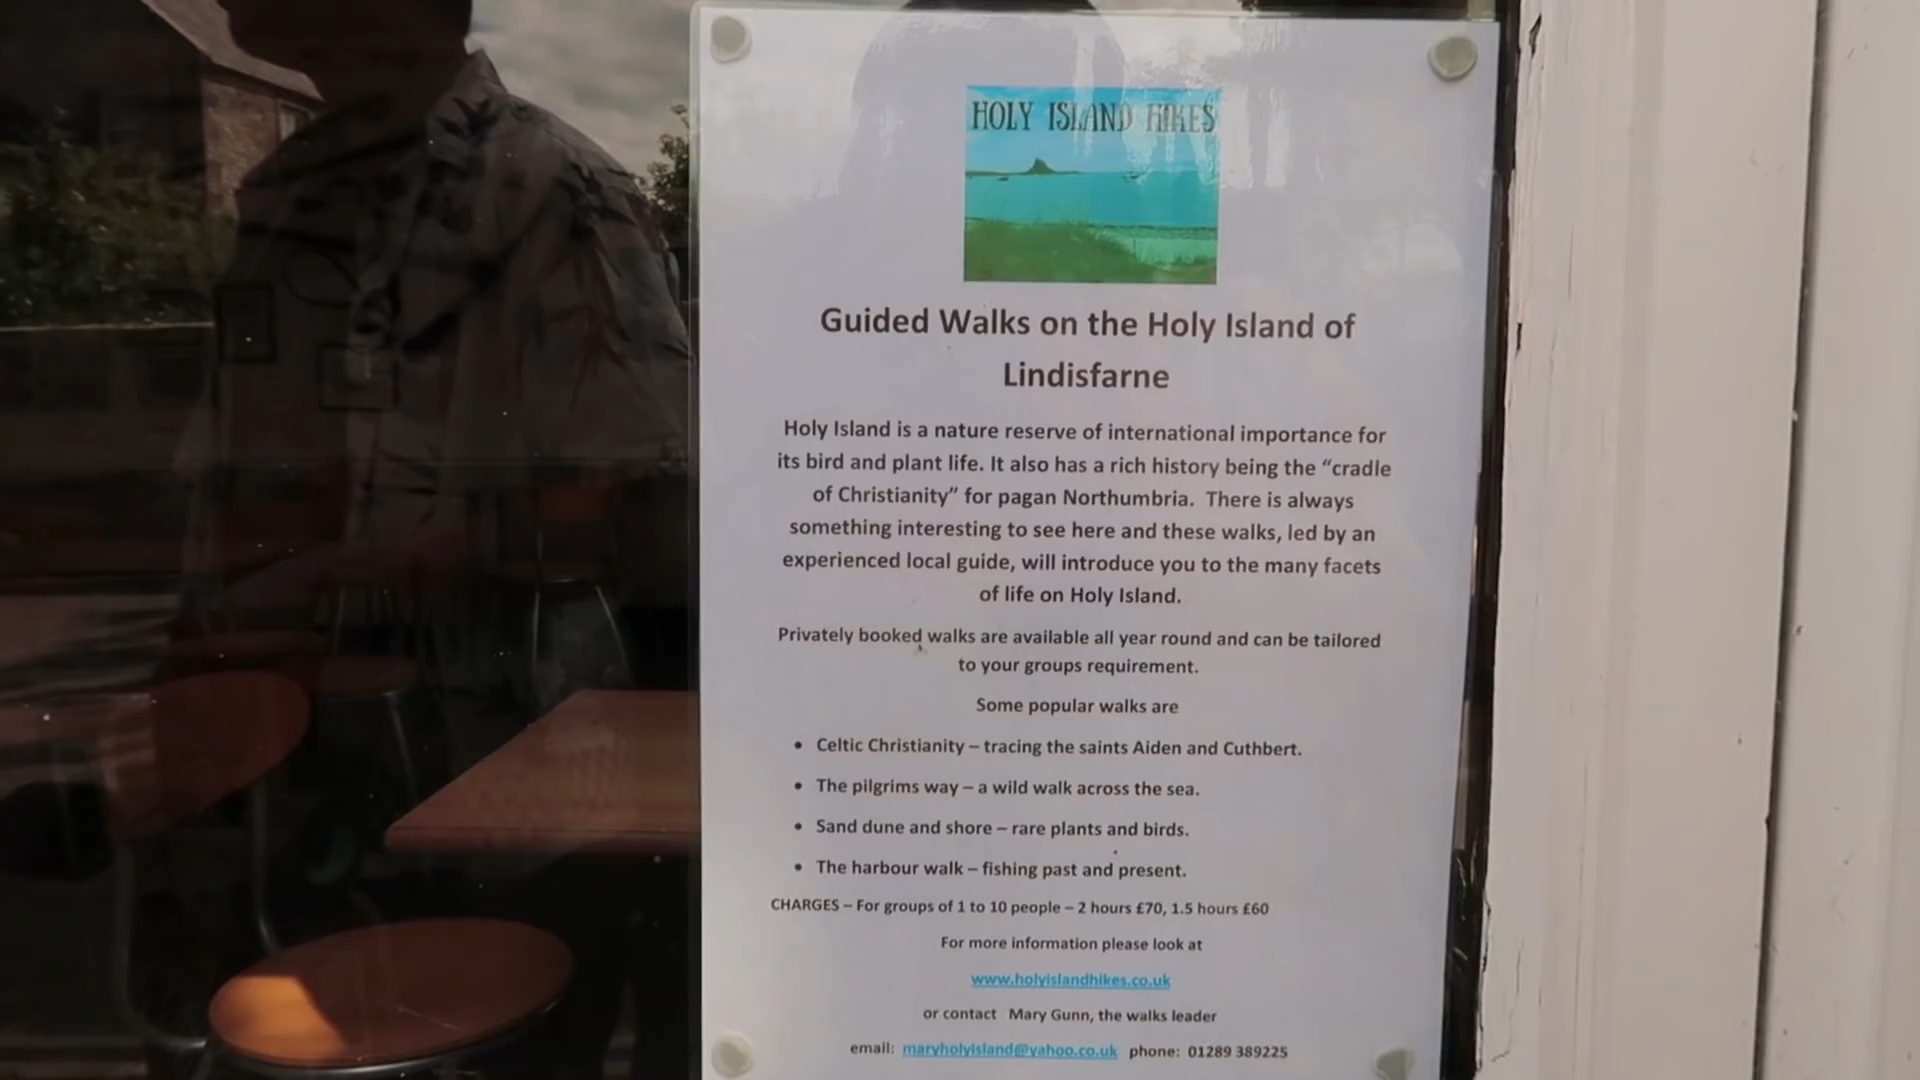 HOLY ISLAND HIKES
Guided Walks on the Holy Island of
Lindisfarne
Holy Island is a nature reserve of international importance for
its bird and plant life. It also has a rich history being the “cradle
of Christianity” for pagan Northumbria. There is always
something interesting to see here and these walks, led by an
experienced local guide, will introduce you to the many facets
of life on Holy Island.
Privately booked walks are available all year round and can be tailored
to your groups requirement.
Some popular walks are
• Celtic Christianity – tracing the saints Aiden and Cuthbert.
• The pilgrims way – a wild walk across the sea.
• Sand dune and shore – rare plants and birds.
• The harbour walk – fishing past and present.
CHARGES – For groups of 1 to 10 people – 2 hours £70, 1.5 hours £60
For more information please look at
www.holyislandhikes.co.uk
or contact Mary Gunn, the walks leader
email: maryholyisland@yahoo.co.uk phone: 01289 389225